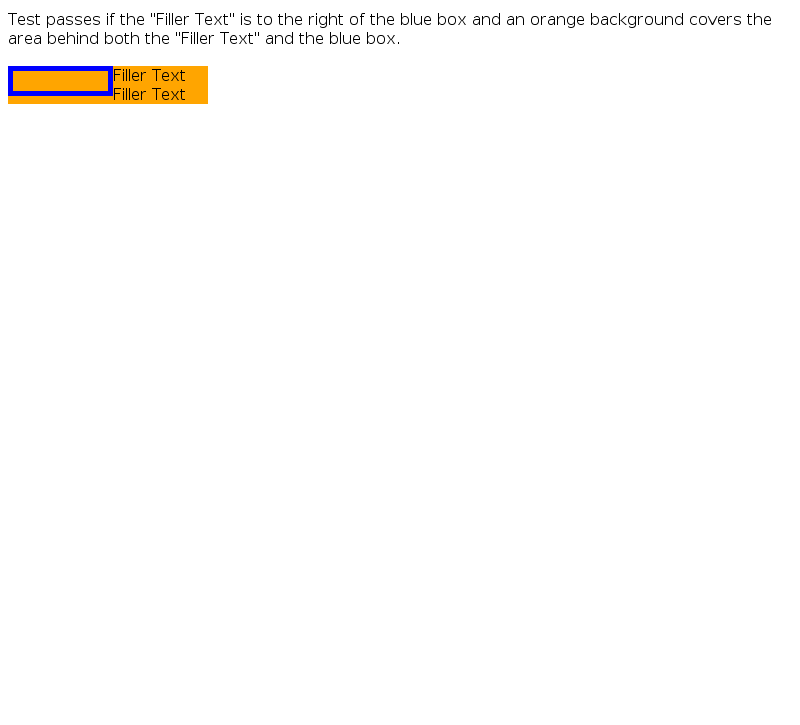 Test passes if the "Filler Text" is to the right of the blue box and an orange background covers the
area behind both the "Filler Text" and the blue box.
Filler Text
Filler Text